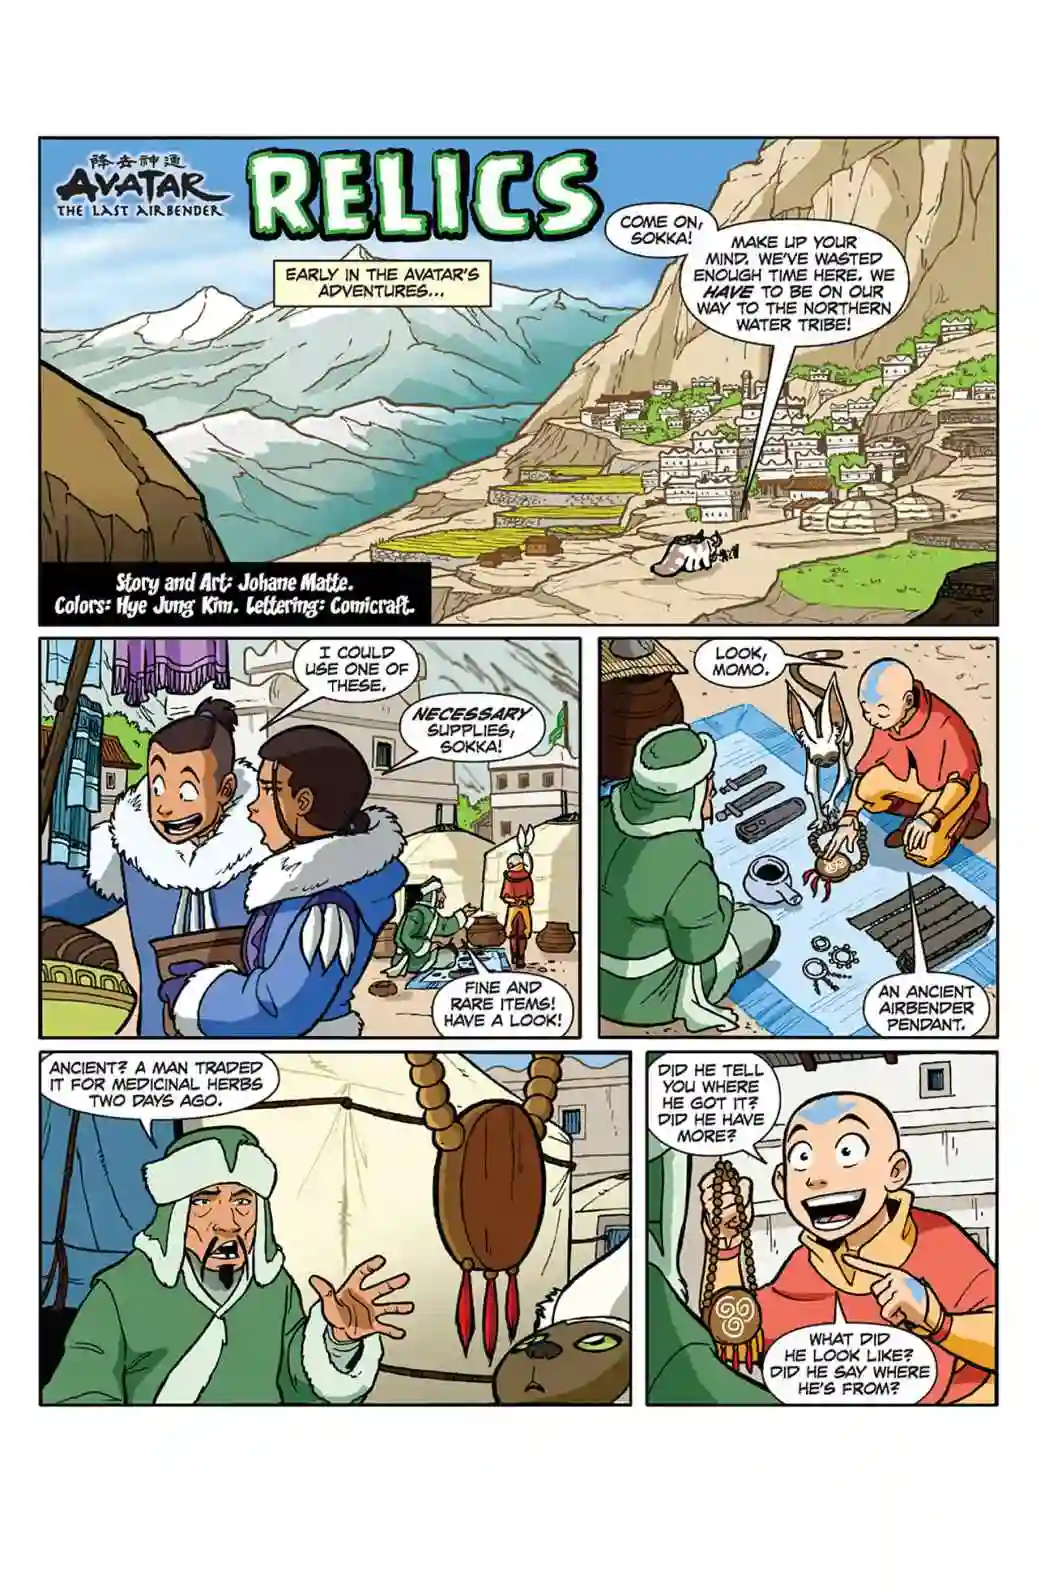 降去神通
AVATAR
THE LAST AIRBENDER
RELICS
EARLY IN THE AVATAR'S
ADVENTURES...
COME ON,
SOKKA!
MAKE UP YOUR
MIND. WE'VE WASTED
ENOUGH TIME HERE. WE
HAVE TO BE ON OUR
WAY TO THE NORTHERN
WATER TRIBE!
Story and Art: Johane Matte.
Colors: Hye Jung Kim. Lettering: Comicraft.
I COULD
USE ONE OF
THESE.
NECESSARY
SUPPLIES,
SOKKA!
FINE AND
RARE ITEMS!
HAVE A LOOK!
LOOK,
MOMO.
AN ANCIENT
AIRBENDER
PENDANT.
ANCIENT? A MAN TRADED
IT FOR MEDICINAL HERBS
TWO DAYS AGO.
DID HE TELL
YOU WHERE
HE GOT IT?
DID HE HAVE
MORE?
WHAT DID
HE LOOK LIKE?
DID HE SAY WHERE
HE'S FROM?